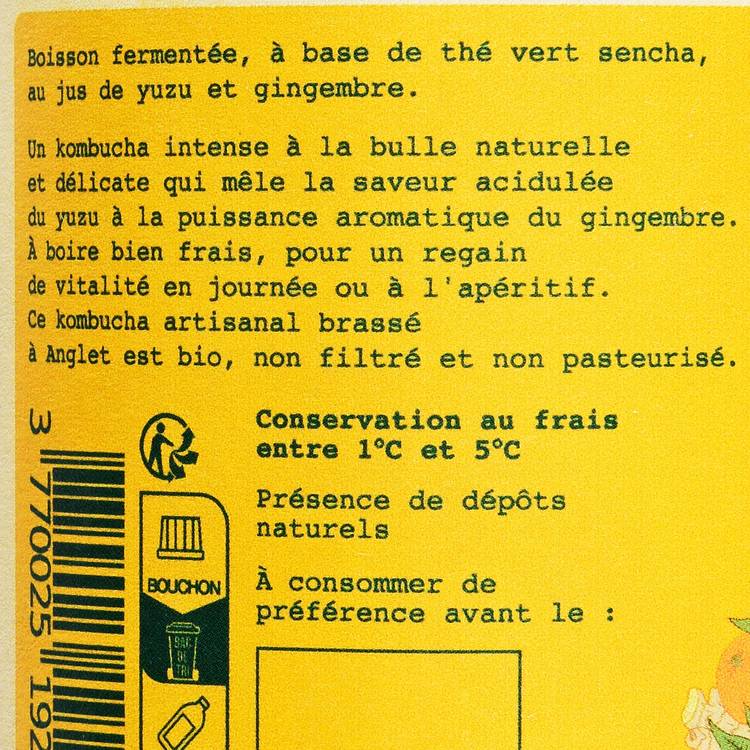 Boisson fermentée, à base de thé vert sencha,
au jus de yuzu et gingembre.
Un kombucha intense à la bulle naturelle
et délicate qui mêle la saveur acidulée
du yuzu à la puissance aromatique du gingembre.
À boire bien frais, pour un regain
de vitalité en journée ou à l'apéritif.
Ce kombucha artisanal brassé
à Anglet est bio, non filtré et non pasteurisé.
Conservation au frais
entre 1°C et 5°C
Présence de dépôts
naturels
À consommer de
préférence avant le :
BOUCHON
BAC
DE
TRI
3 770025 192